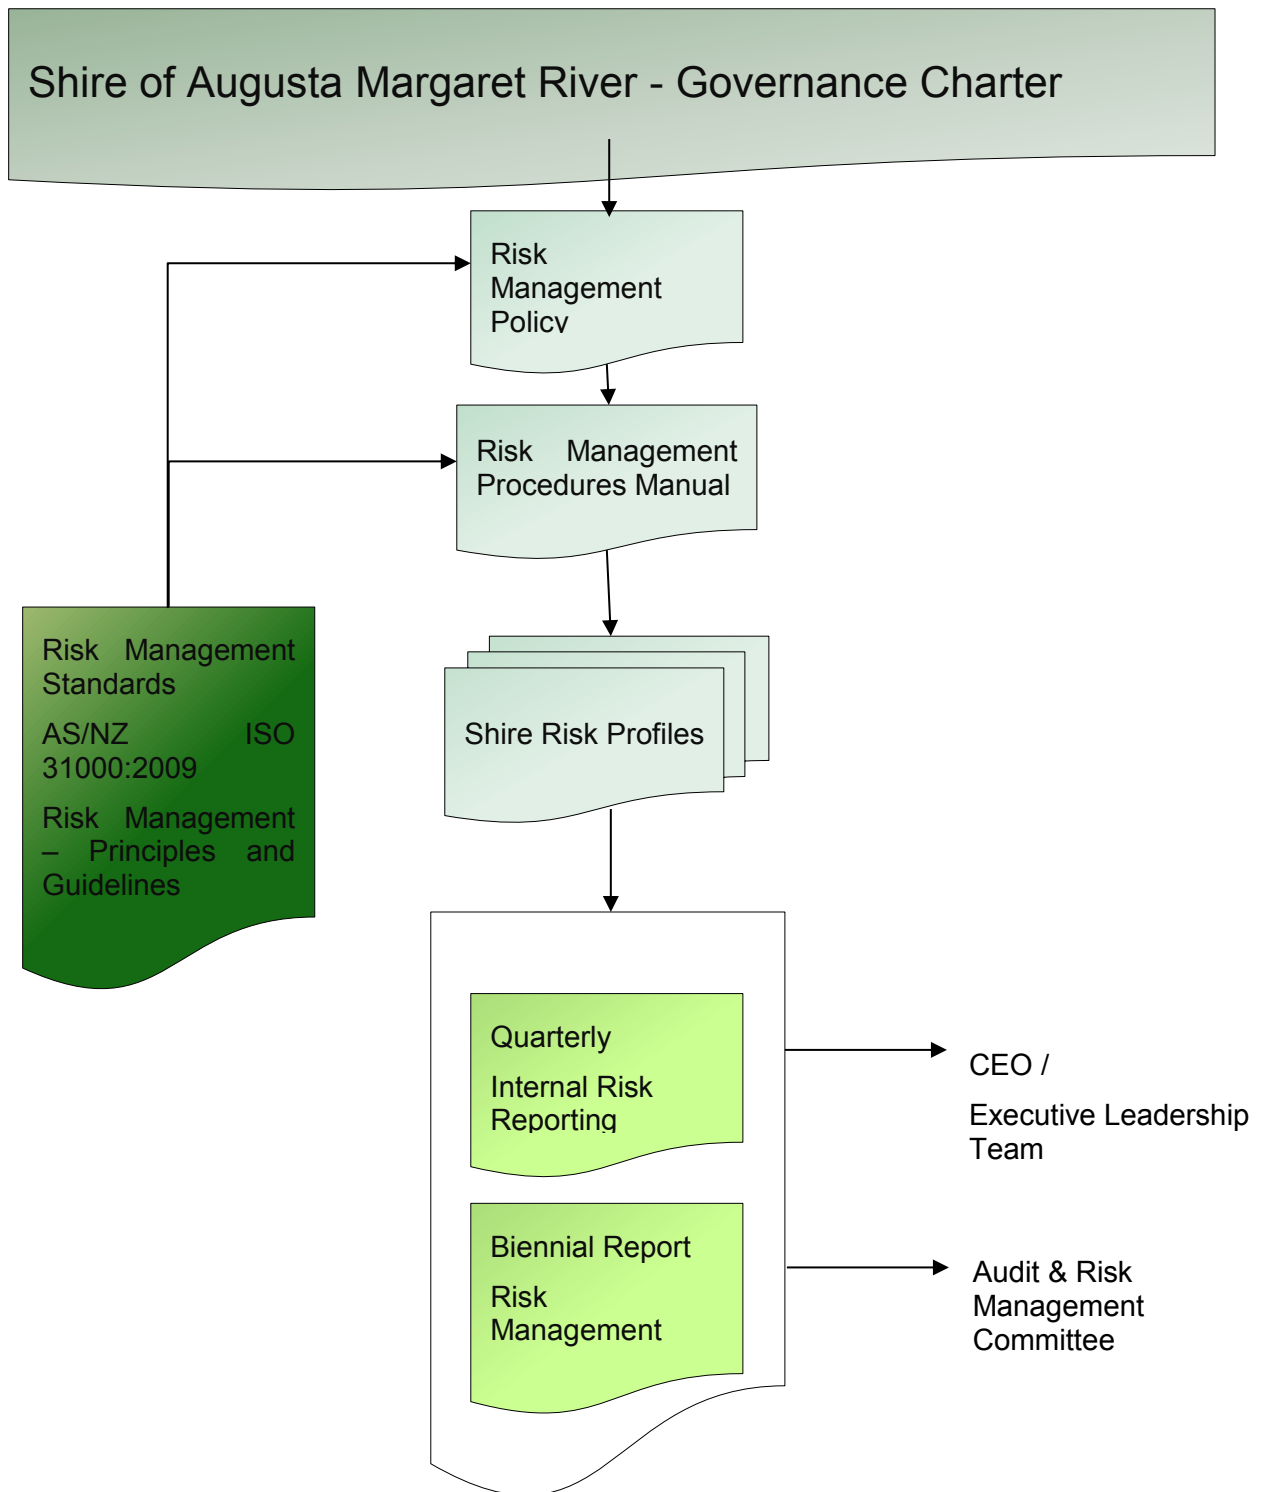 Shire of Augusta Margaret River - Governance Charter
Risk
Management
Policy
Risk Management
Procedures Manual
Risk Management
Standards
AS/NZ ISO
31000:2009
Risk Management
– Principles and
Guidelines
Shire Risk Profiles
Quarterly
Internal Risk
Reporting
CEO /
Executive Leadership
Team
Biennial Report
Risk
Management
Audit & Risk
Management
Committee